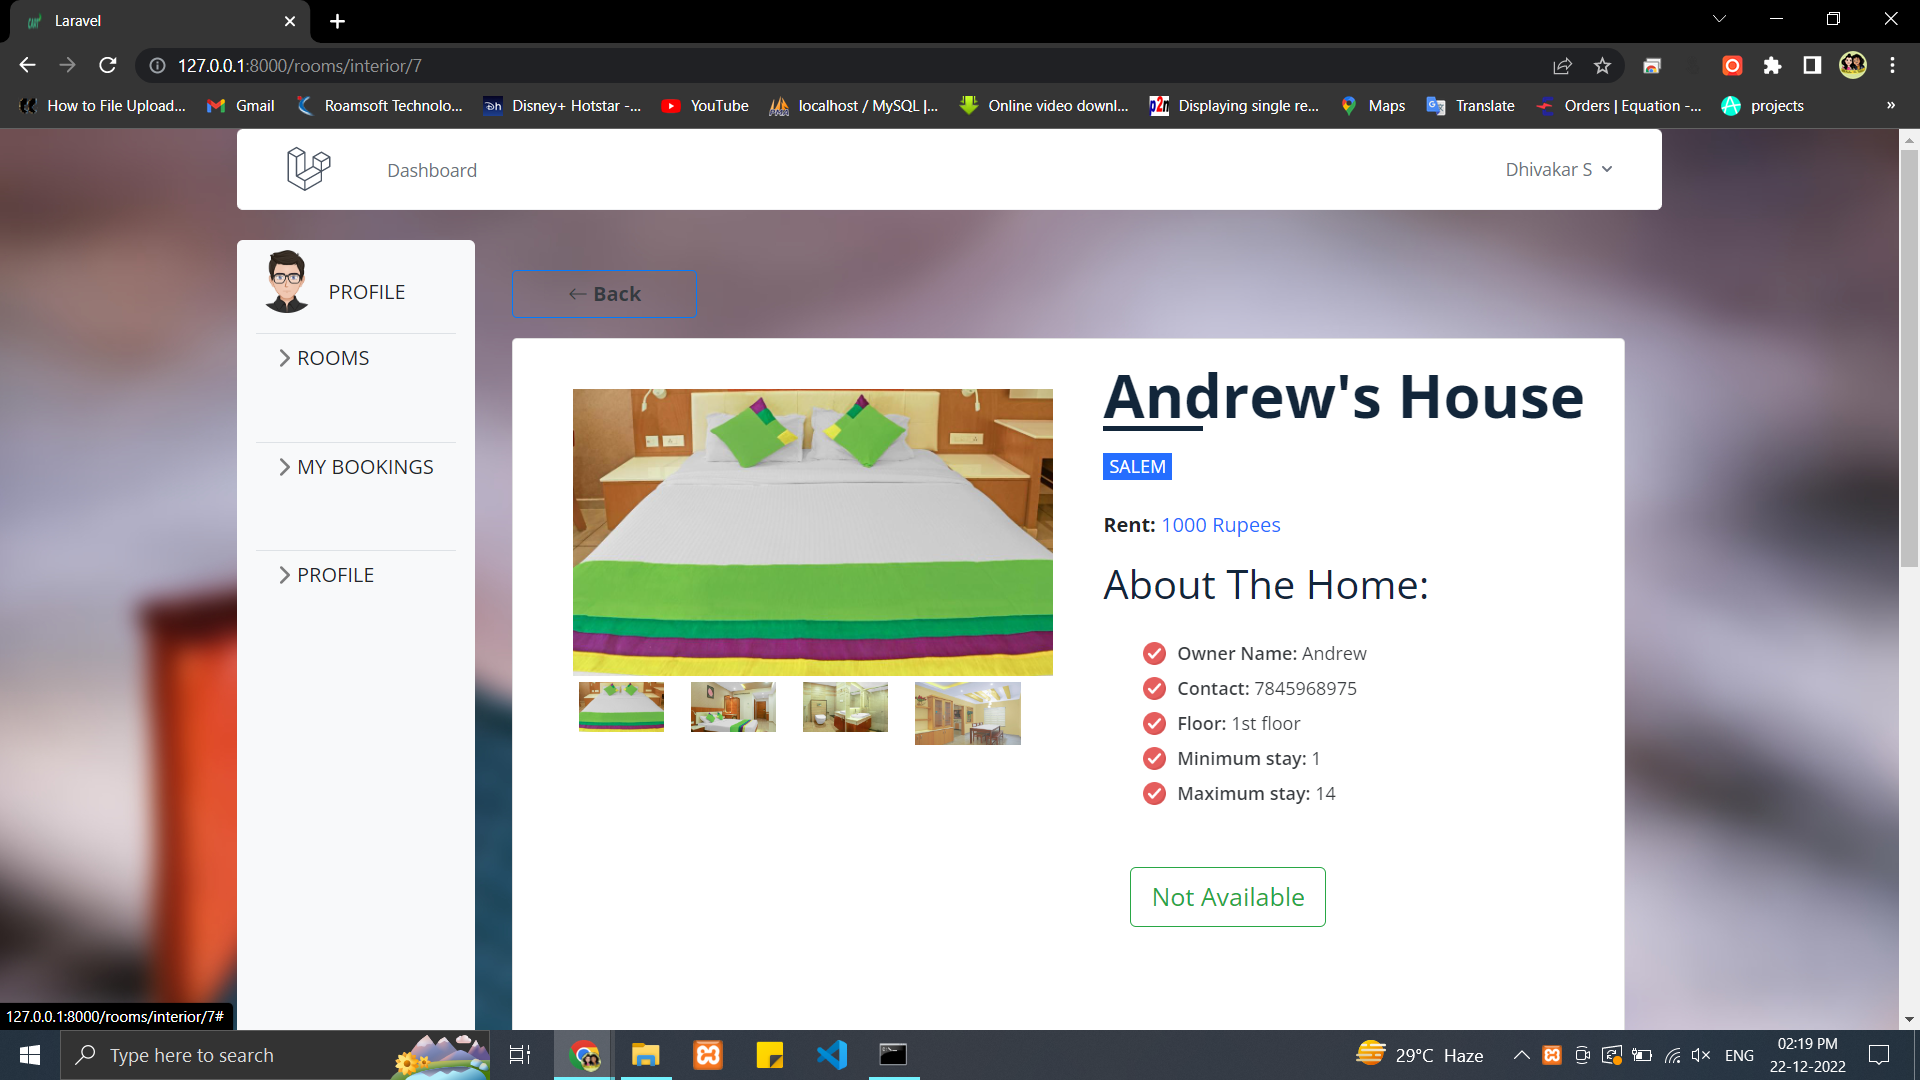 Laravel
127.0.0.1:8000/rooms/interior/7
How to File Upload...
Gmail
Roamsoft Technolo...
Disney+ Hotstar -...
YouTube
localhost / MySQL |...
Online video downl...
Displaying single re...
Maps
Translate
Orders | Equation -...
projects
»
Dashboard
Dhivakar S
PROFILE
ROOMS
MY BOOKINGS
PROFILE
← Back
Andrew's House
SALEM
Rent: 1000 Rupees
About The Home:
Owner Name: Andrew
Contact: 7845968975
Floor: 1st floor
Minimum stay: 1
Maximum stay: 14
Not Available
127.0.0.1:8000/rooms/interior/7#
Type here to search
29°C Haze
ENG
02:19 PM
22-12-2022